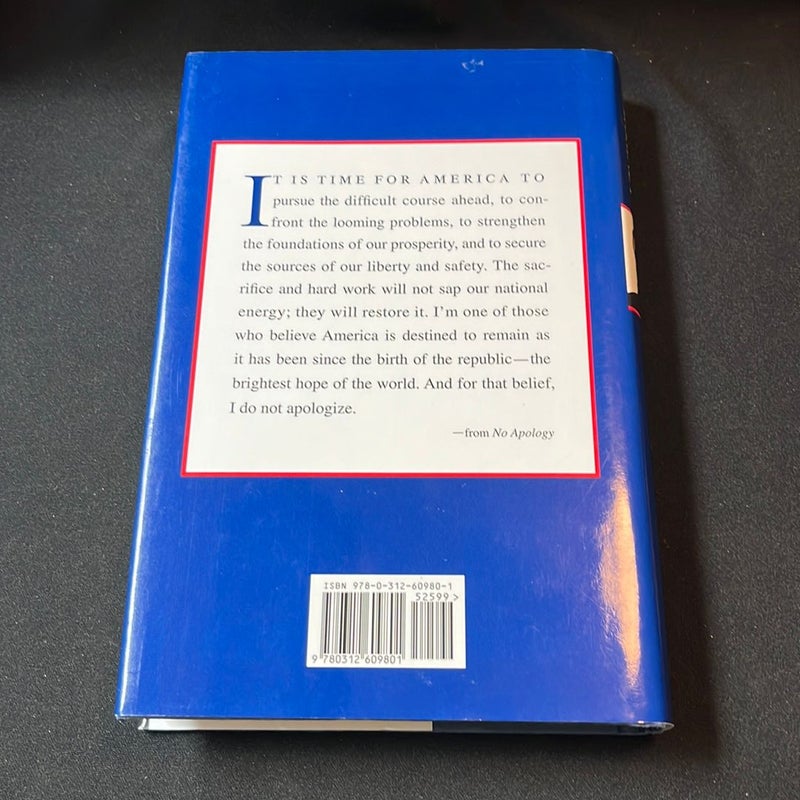 IT IS TIME FOR AMERICA TO
pursue the difficult course ahead, to con-
front the looming problems, to strengthen
the foundations of our prosperity, and to secure
the sources of our liberty and safety. The sac-
rifice and hard work will not sap our national
energy; they will restore it. I'm one of those
who believe America is destined to remain as
it has been since the birth of the republic—the
brightest hope of the world. And for that belief,
I do not apologize.
—from No Apology
ISBN 978-0-312-60980-1
52599>
9 780312 609801